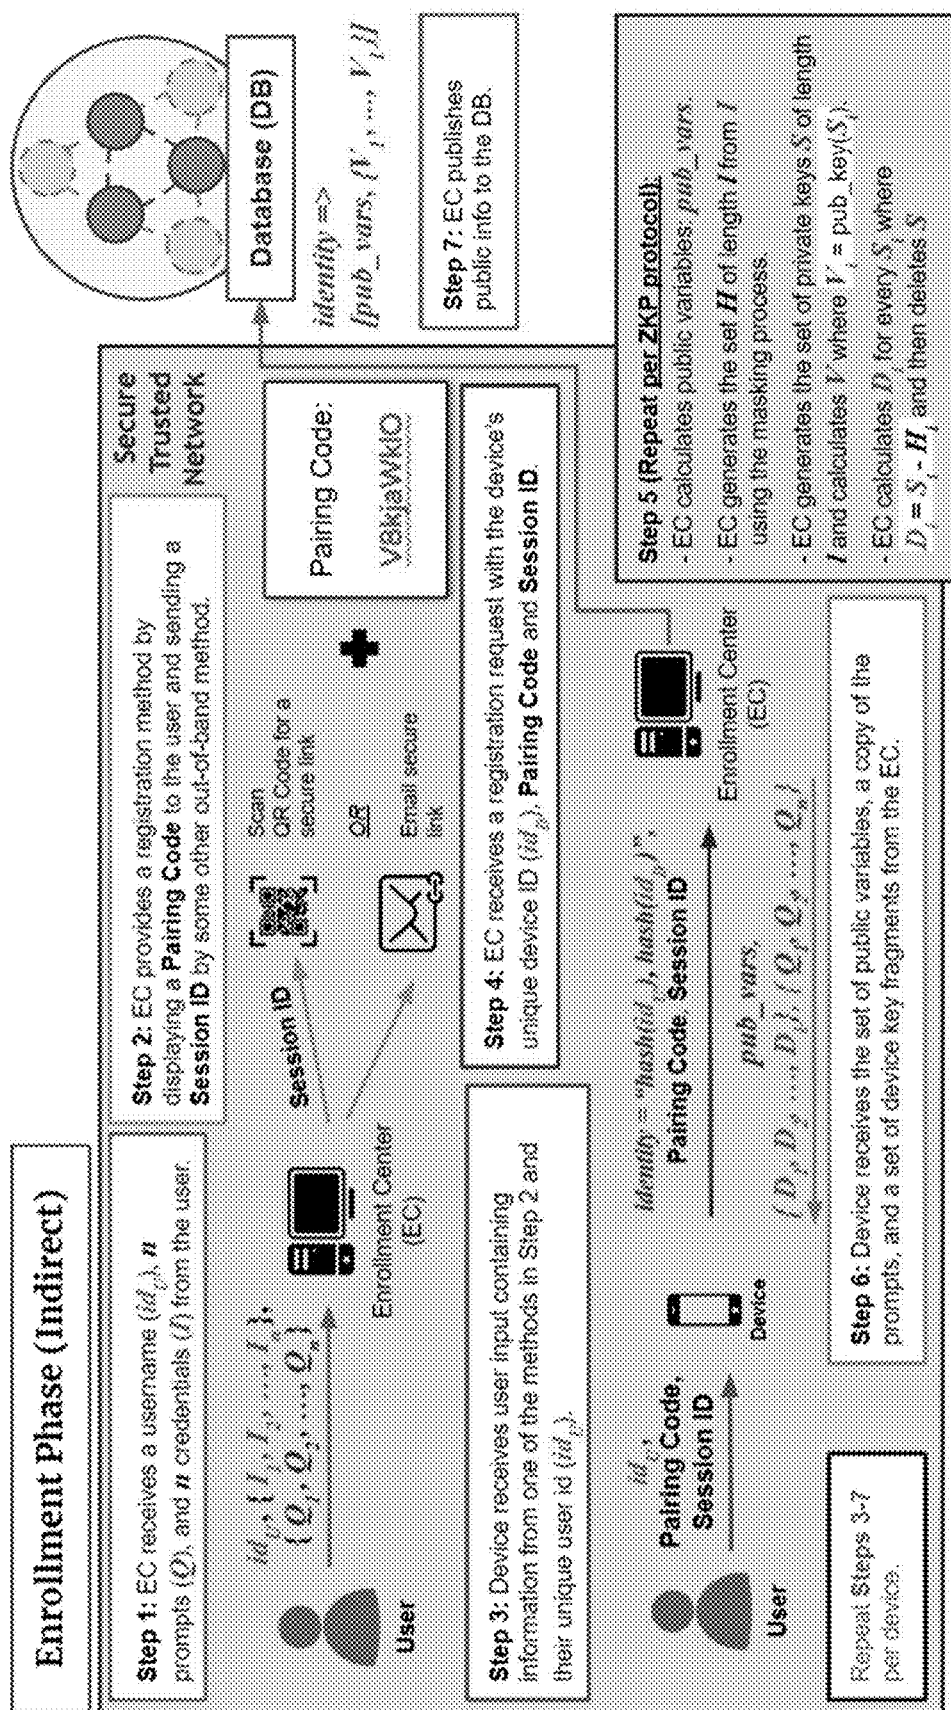 Enrollment Phase (Indirect)
Step 1: EC receives a username (id_U), n
prompts (Q), and n credentials (I) from the user.
Step 2: EC provides a registration method by
displaying a Pairing Code to the user and sending a
Session ID by some other out-of-band method.
Secure
Trusted
Network
Database (DB)
identity =>
[pub_vars, {V_1, ..., V_l}]
Step 7: EC publishes
public info to the DB.
id_U, {I_1, I_2, ..., I_n},
{Q_1, Q_2, ..., Q_n}
User
Enrollment Center
(EC)
Session ID
Scan
QR Code for a
secure link
OR
Email secure
link
Pairing Code:
V8kjaWkIO
Step 3: Device receives user input containing
information from one of the methods in Step 2 and
their unique user id (id_U).
Step 4: EC receives a registration request with the device's
unique device ID (id_D), Pairing Code and Session ID.
id_U,
Pairing Code,
Session ID
User
Device
identity = "hash(id_U), hash(id_D)",
Pairing Code, Session ID
pub_vars,
{D_1, D_2, ..., D_l}, {Q_1, Q_2, ..., Q_n}
Enrollment Center
(EC)
Step 5 (Repeat per ZKP protocol):
- EC calculates public variables: pub_vars
- EC generates the set H of length l from I
using the masking process
- EC generates the set of private keys S of length
l and calculates V where V_i = pub_key(S_i).
- EC calculates D_i for every S_i where
D_i = S_i - H_i and then deletes S
Repeat Steps 3-7
per device.
Step 6: Device receives the set of public variables, a copy of the
prompts, and a set of device key fragments from the EC.